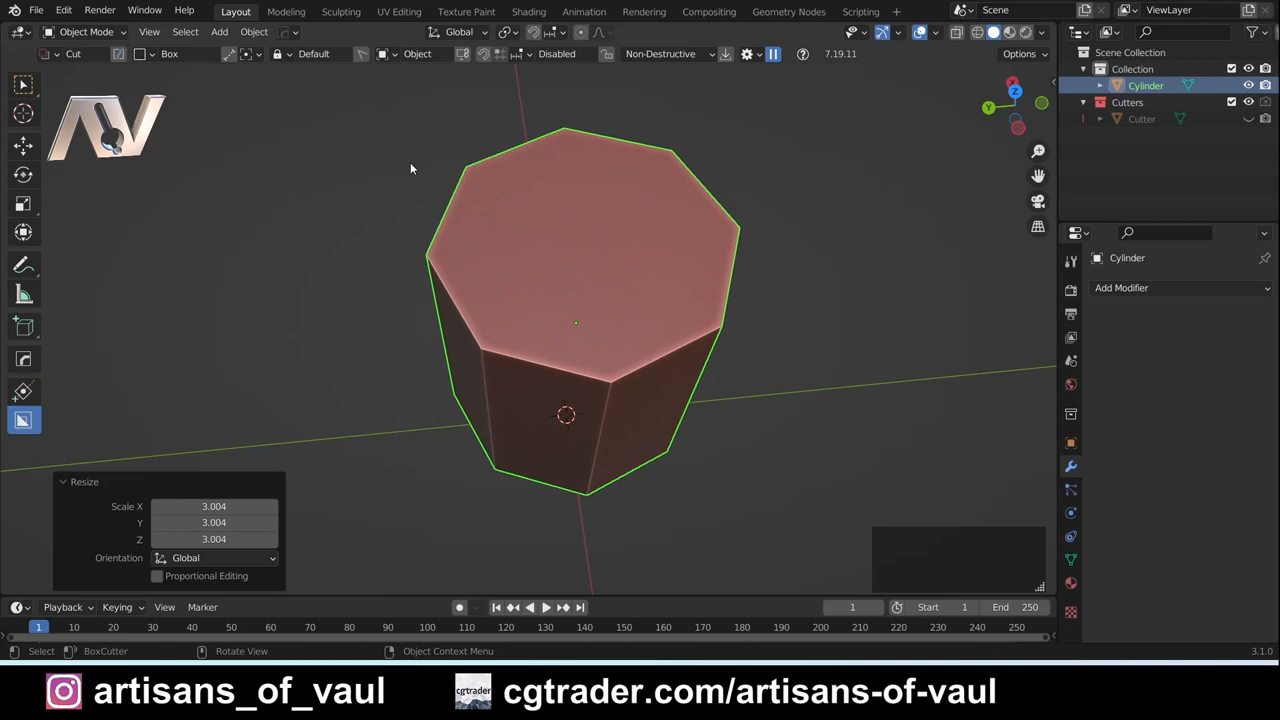 File Edit Render Window Help Layout Modeling Sculpting UV Editing Texture Paint Shading Animation Rendering Compositing Geometry Nodes Scripting + Scene ViewLayer
Object Mode View Select Add Object Global
Cut Box Default Object Disabled Non-Destructive 7.19.11 Options
Scene Collection
Collection
Cylinder
Cutters
Cutter
AV
X
Y
Z
Cylinder
Add Modifier
Resize
Scale X 3.004
Y 3.004
Z 3.004
Orientation Global
Proportional Editing
Playback Keying View Marker 1 Start 1 End 250
1 10 20 30 40 50 60 70 80 90 100 110 120 130 140 150 160 170 180 190 200 210 220 230 240 250
Select BoxCutter Rotate View Object Context Menu 3.1.0
artisans_of_vaul cgtrader cgtrader.com/artisans-of-vaul